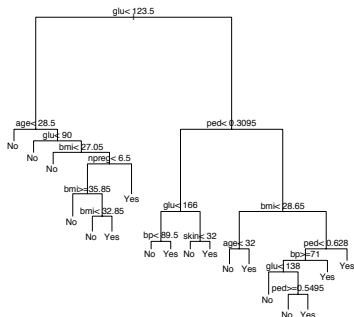 glu< 123.5
age< 28.5
ped< 0.3095
No
glu< 90
No
bmi< 27.05
No
npreg< 6.5
bmi>=35.85
Yes
No
bmi< 32.85
No Yes
glu< 166
bmi< 28.65
bp< 89.5
skin< 32
No Yes
No Yes
age< 32
ped< 0.628
No Yes
bp>=71
Yes
glu< 138
Yes
No
ped>=0.5495
No Yes